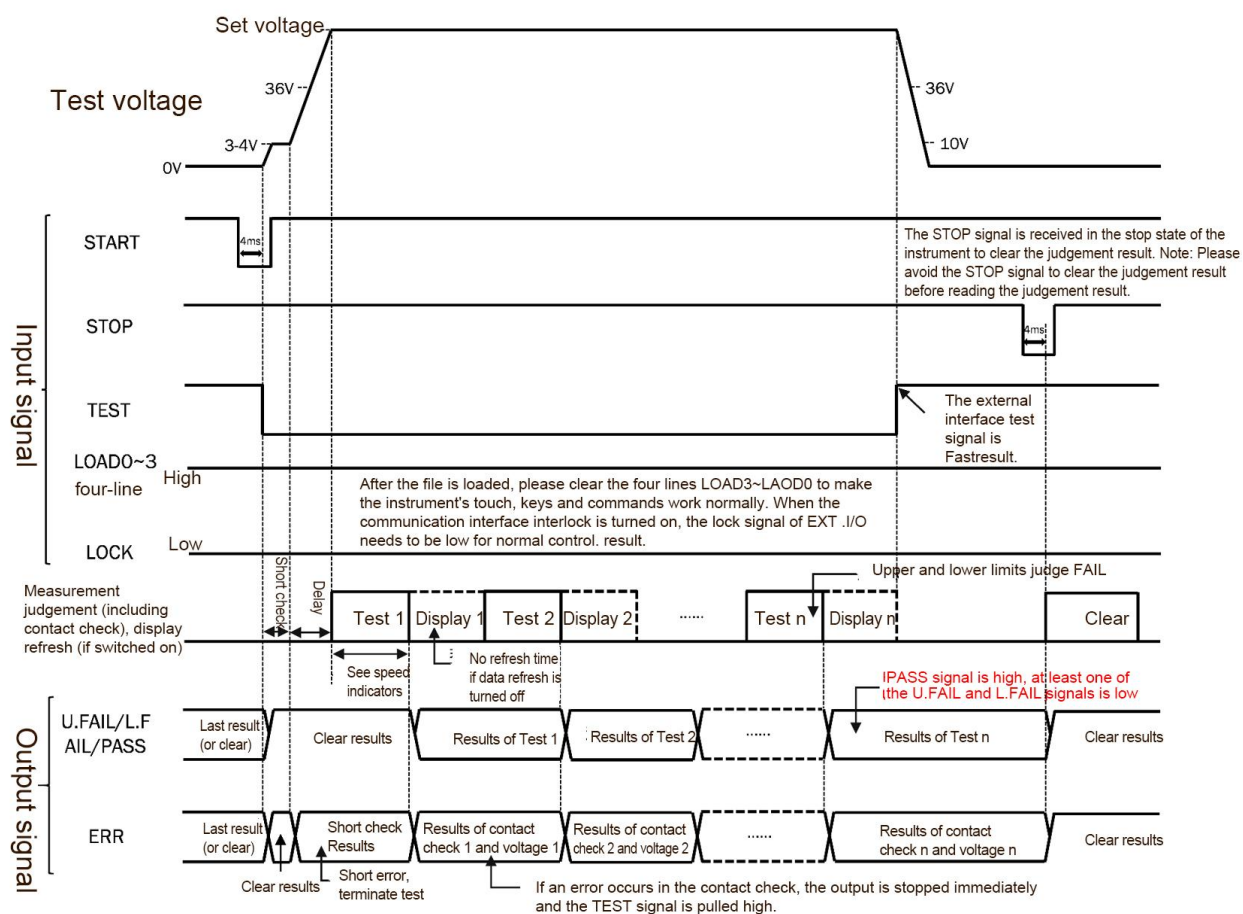 Set voltage
36V
Test voltage
36V
3-4V
10V
0V
START
4ms
The STOP signal is received in the stop state of the
instrument to clear the judgement result. Note: Please
avoid the STOP signal to clear the judgement result
before reading the judgement result.
Input signal
STOP
4ms
TEST
The external
interface test
signal is
Fastresult.
LOAD0~3
four-line
High
After the file is loaded, please clear the four lines LOAD3~LAOD0 to make
the instrument's touch, keys and commands work normally. When the
communication interface interlock is turned on, the lock signal of EXT .I/O
needs to be low for normal control. result.
LOCK
Low
Short check
Delay
Upper and lower limits judge FAIL
Measurement
judgement (including
contact check), display
refresh (if switched on)
Test 1
Display 1
Test 2
Display 2
......
Test n
Display n
Clear
See speed
indicators
No refresh time
if data refresh is
turned off
IPASS signal is high, at least one of
the U.FAIL and L.FAIL signals is low
Output signal
U.FAIL/L.F
AIL/PASS
Last result
(or clear)
Clear results
Results of Test 1
Results of Test 2
......
Results of Test n
Clear results
ERR
Last result
(or clear)
Short check
Results
Results of contact
check 1 and voltage 1
Results of contact
check 2 and voltage 2
......
Results of contact
check n and voltage n
Clear results
Clear results
Short error,
terminate test
If an error occurs in the contact check, the output is stopped immediately
and the TEST signal is pulled high.